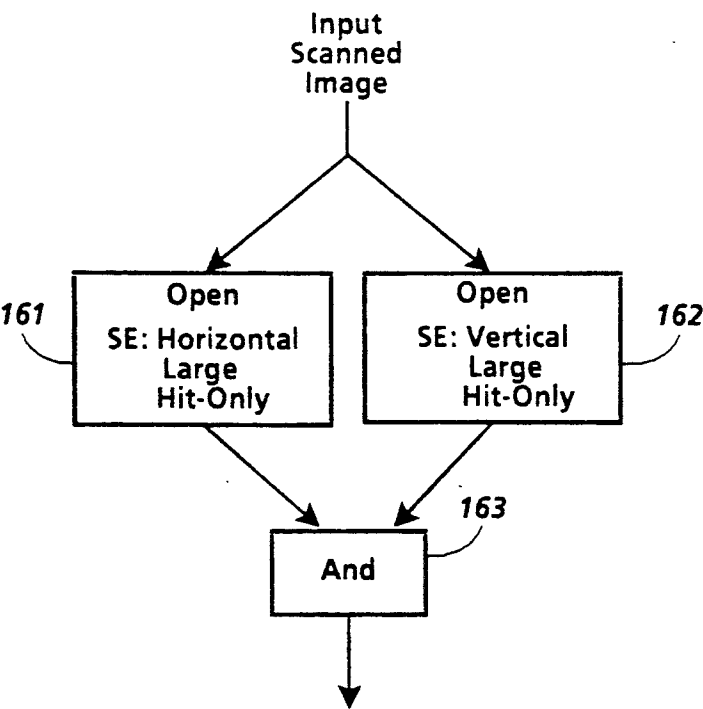 Input
Scanned
Image
161
Open
SE: Horizontal
Large
Hit-Only
Open
SE: Vertical
Large
Hit-Only
162
163
And